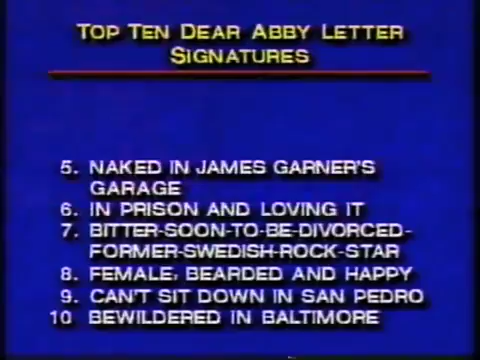 TOP TEN DEAR ABBY LETTER
SIGNATURES
5. NAKED IN JAMES GARNER'S
GARAGE
6. IN PRISON AND LOVING IT
7. BITTER-SOON-TO-BE-DIVORCED-
FORMER-SWEDISH-ROCK-STAR
8. FEMALE, BEARDED AND HAPPY
9. CAN'T SIT DOWN IN SAN PEDRO
10 BEWILDERED IN BALTIMORE